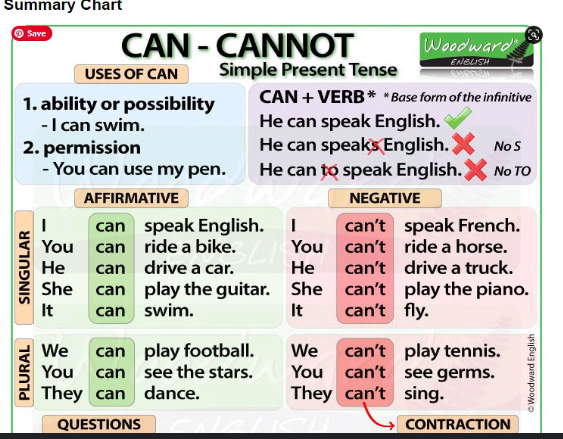 Summary Chart
Save
CAN - CANNOT
Simple Present Tense
Woodward®
ENGLISH
USES OF CAN
1. ability or possibility
- I can swim.
2. permission
- You can use my pen.
CAN + VERB* * Base form of the infinitive
He can speak English.
He can speaks English. No S
He can to speak English. No TO
AFFIRMATIVE
SINGULAR
I can speak English.
You can ride a bike.
He can drive a car.
She can play the guitar.
It can swim.
PLURAL
We can play football.
You can see the stars.
They can dance.
NEGATIVE
I can't speak French.
You can't ride a horse.
He can't drive a truck.
She can't play the piano.
It can't fly.
We can't play tennis.
You can't see germs.
They can't sing.
© Woodward English
QUESTIONS
CONTRACTION